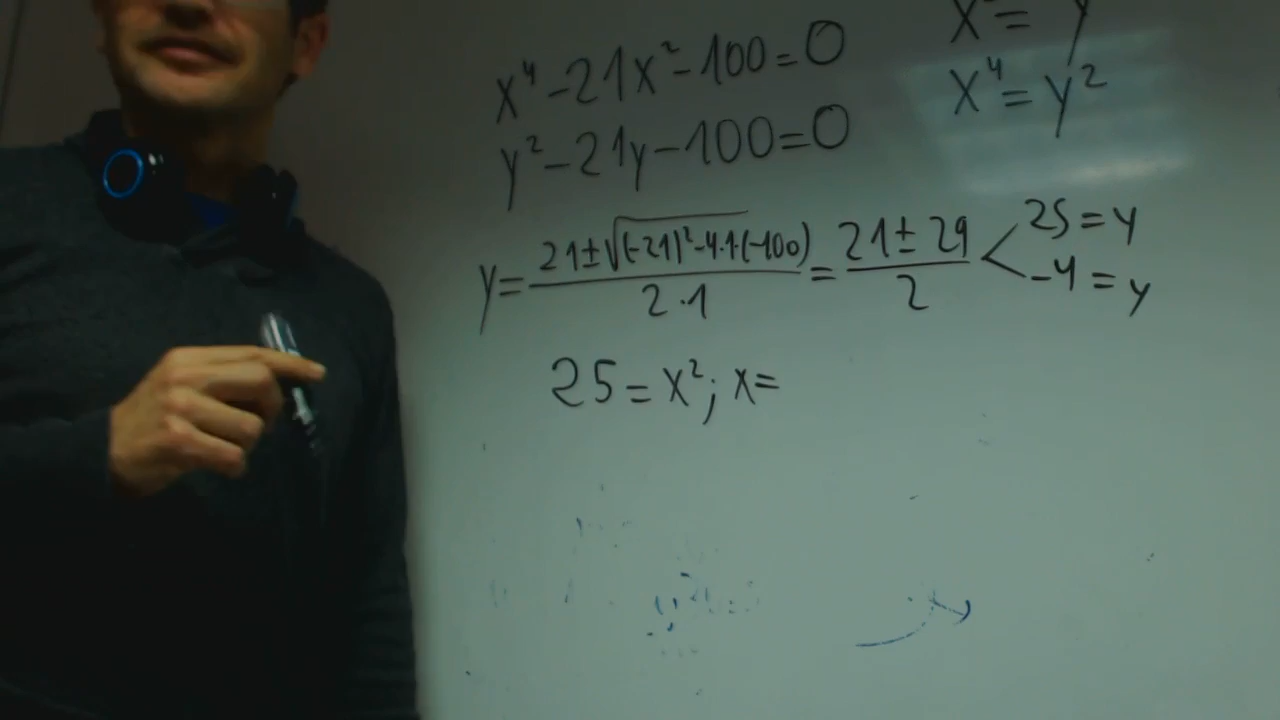 x⁴-21x²-100=0
x²= y
x⁴= y²
y²-21y-100=0
y= (21±√(-21)²-4·1·(-100))/(2·1) = (21±29)/2 < 25=y
-4=y
25=x²; x=